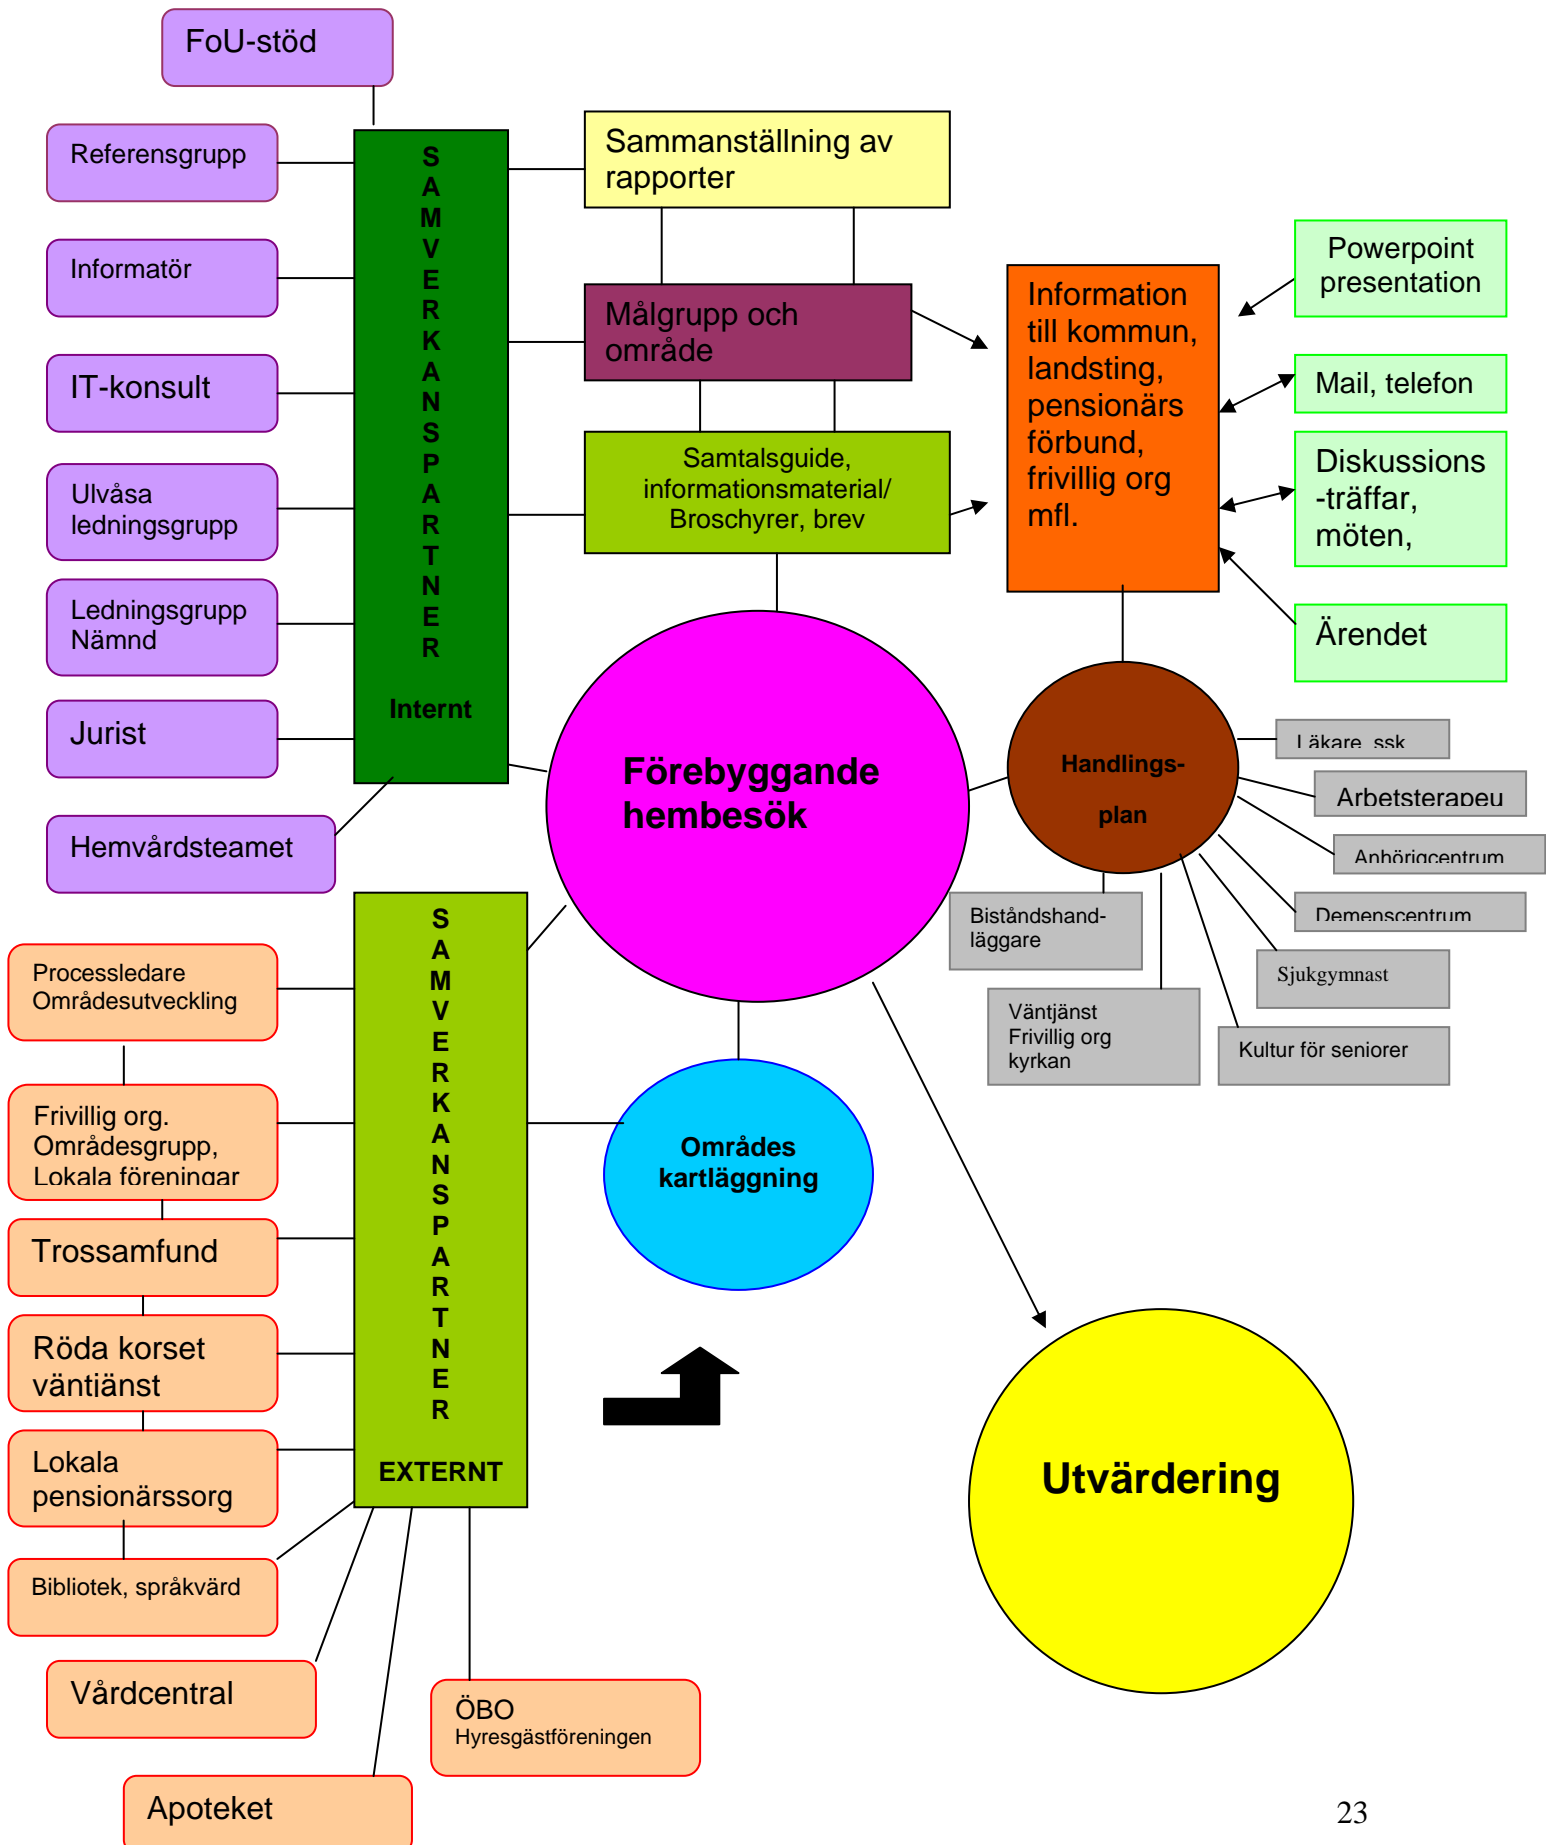 FoU-stöd
Referensgrupp
Informatör
IT-konsult
Ulvåsa
ledningsgrupp
Ledningsgrupp
Nämnd
Jurist
Hemvårdsteamet
S
A
M
V
E
R
K
A
N
S
P
A
R
T
N
E
R
Internt
Sammanställning av
rapporter
Målgrupp och
område
Samtalsguide,
informationsmaterial/
Broschyrer, brev
Information
till kommun,
landsting,
pensionärs
förbund,
frivillig org
mfl.
Powerpoint
presentation
Mail, telefon
Diskussions
-träffar,
möten,
Ärendet
Förebyggande
hembesök
Handlings-
plan
Läkare, ssk
Arbetsterapeu
Anhörigcentrum
Demenscentrum
Sjukgymnast
Kultur för seniorer
Biståndshand-
läggare
Väntjänst
Frivillig org
kyrkan
S
A
M
V
E
R
K
A
N
S
P
A
R
T
N
E
R
EXTERNT
Processledare
Områdesutveckling
Frivillig org.
Områdesgrupp,
Lokala föreningar
Trossamfund
Röda korset
väntjänst
Lokala
pensionärssorg
Bibliotek, språkvärd
Vårdcentral
Apoteket
ÖBO
Hyresgästföreningen
Områdes
kartläggning
Utvärdering
23